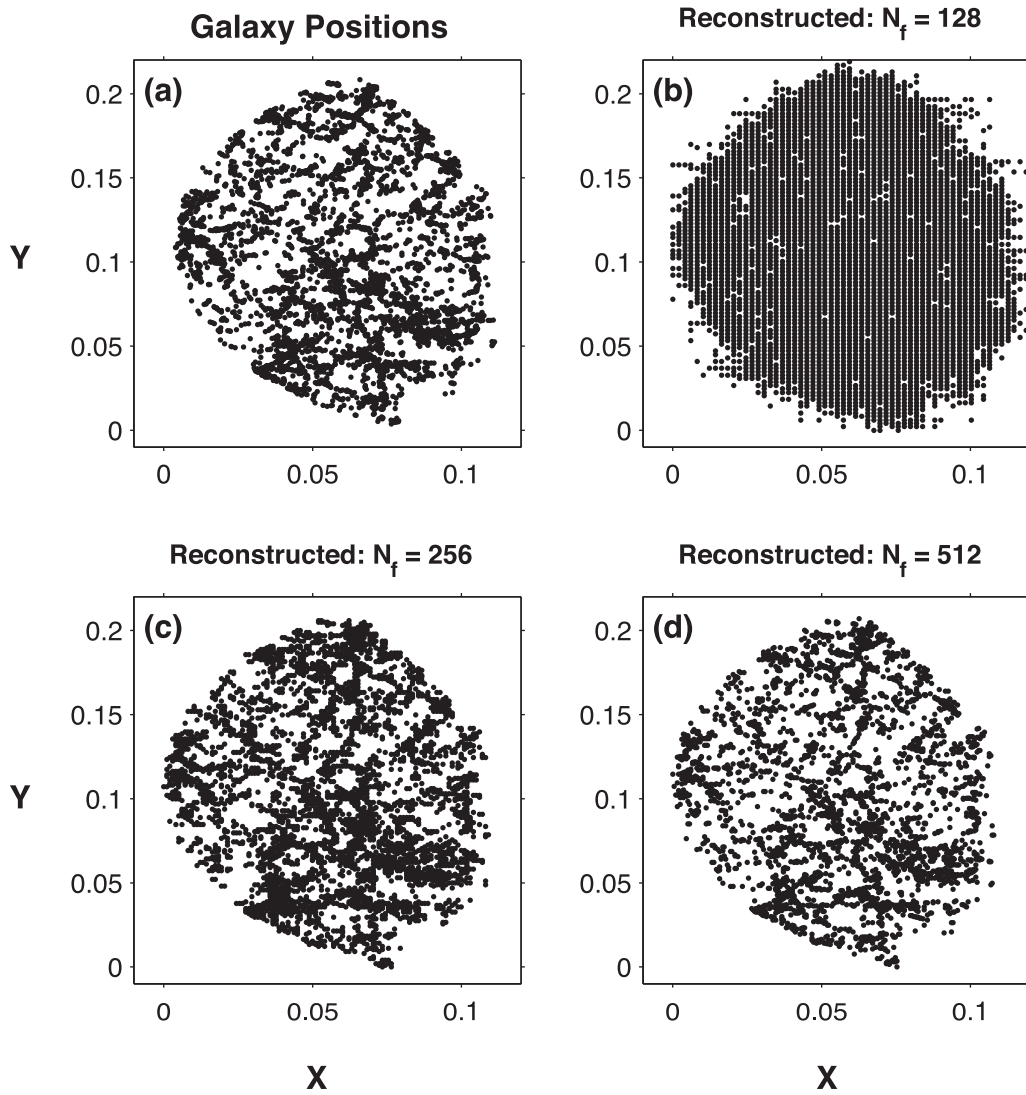 Galaxy Positions
Reconstructed: N_f = 128
(a)
(b)
0.2
0.15
0.1
0.05
0
Y
0.2
0.15
0.1
0.05
0
0 0.05 0.1
0 0.05 0.1
Reconstructed: N_f = 256
Reconstructed: N_f = 512
(c)
(d)
0.2
0.15
0.1
0.05
0
Y
0.2
0.15
0.1
0.05
0
0 0.05 0.1
0 0.05 0.1
X
X